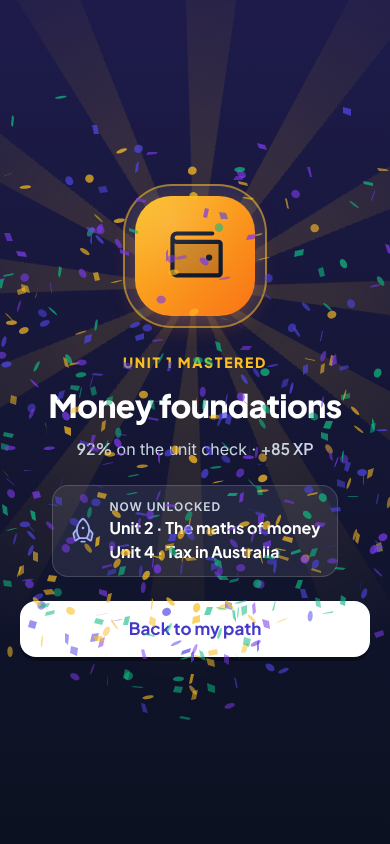 UNIT 1 MASTERED
Money foundations
92% on the unit check · +85 XP
NOW UNLOCKED
Unit 2 · The maths of money
Unit 4 · Tax in Australia
Back to my path